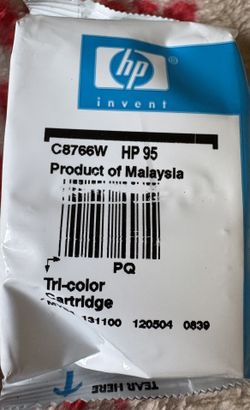 hp
invent
C8766W HP 95
Product of Malaysia
PQ
Tri-color
Cartridge
131100 120504 0839
TEAR HERE